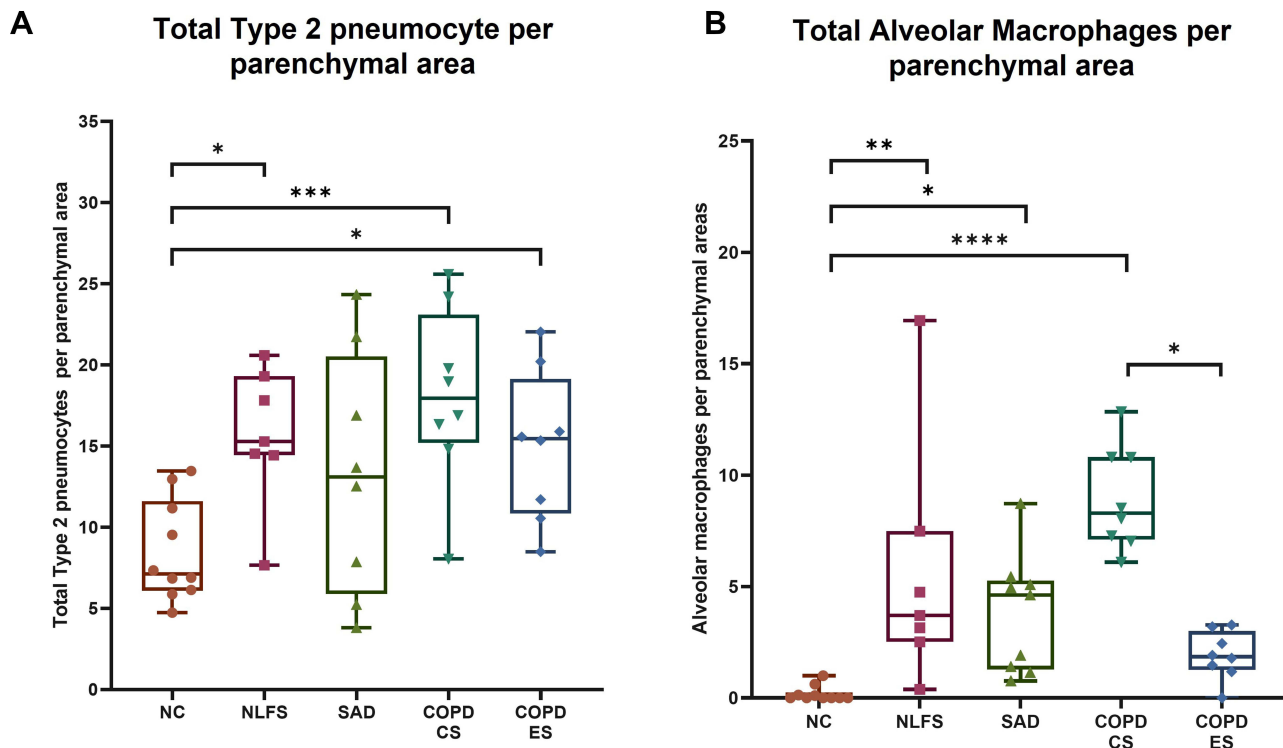 A
Total Type 2 pneumocyte per
parenchymal area
Total Type 2 pneumocytes per parenchymal area
35
30
25
20
15
10
5
0
*
***
*
NC
NLFS
SAD
COPD
CS
COPD
ES
B
Total Alveolar Macrophages per
parenchymal area
Alveolar macrophages per parenchymal areas
25
20
15
10
5
0
**
*
****
*
NC
NLFS
SAD
COPD
CS
COPD
ES